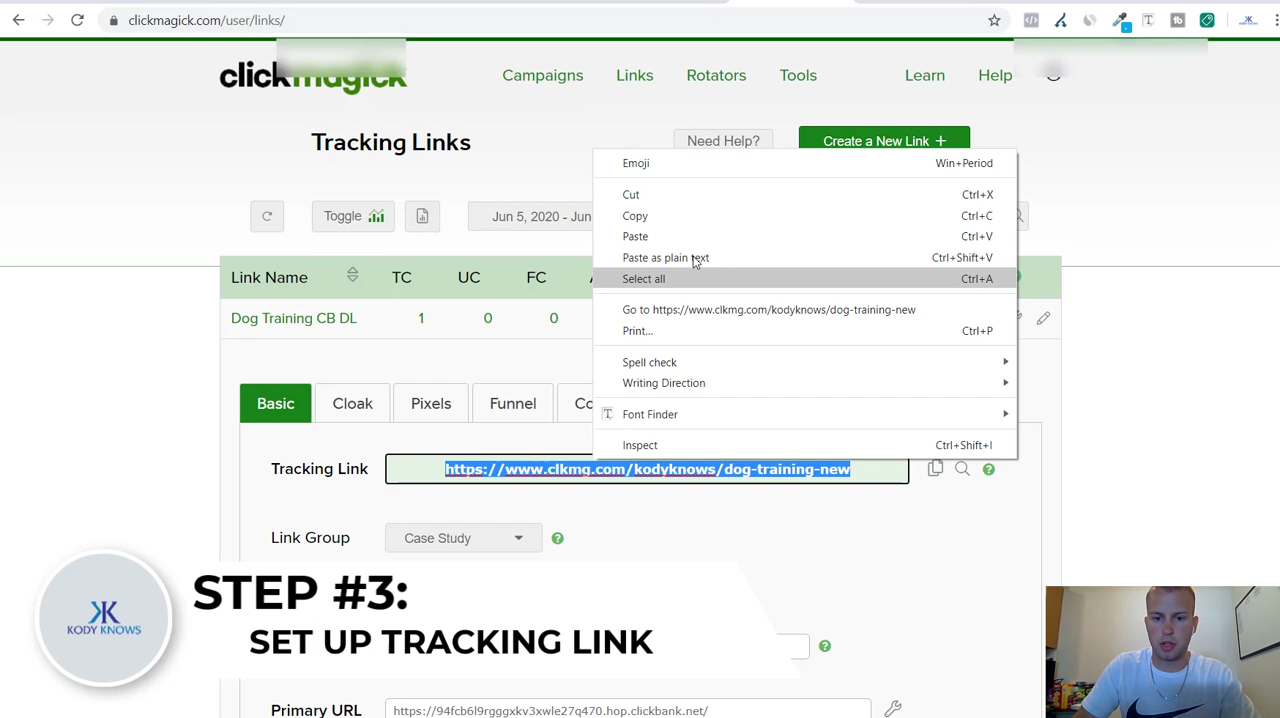 clickmagick.com/user/links/
clickmagick
Campaigns
Links
Rotators
Tools
Learn
Help
Tracking Links
Need Help?
Create a New Link +
Toggle
Jun 5, 2020 - Jun
Link Name
TC
UC
FC
Dog Training CB DL
1
0
0
Emoji
Win+Period
Cut
Ctrl+X
Copy
Ctrl+C
Paste
Ctrl+V
Paste as plain text
Ctrl+Shift+V
Select all
Ctrl+A
Go to https://www.clkmg.com/kodyknows/dog-training-new
Print...
Ctrl+P
Spell check
Writing Direction
T
Font Finder
Inspect
Ctrl+Shift+I
Basic
Cloak
Pixels
Funnel
Tracking Link
https://www.clkmg.com/kodyknows/dog-training-new
Link Group
Case Study
STEP #3:
SET UP TRACKING LINK
KODY KNOWS
Primary URL
https://94fcb6l9rgggxkv3xwle27q470.hop.clickbank.net/